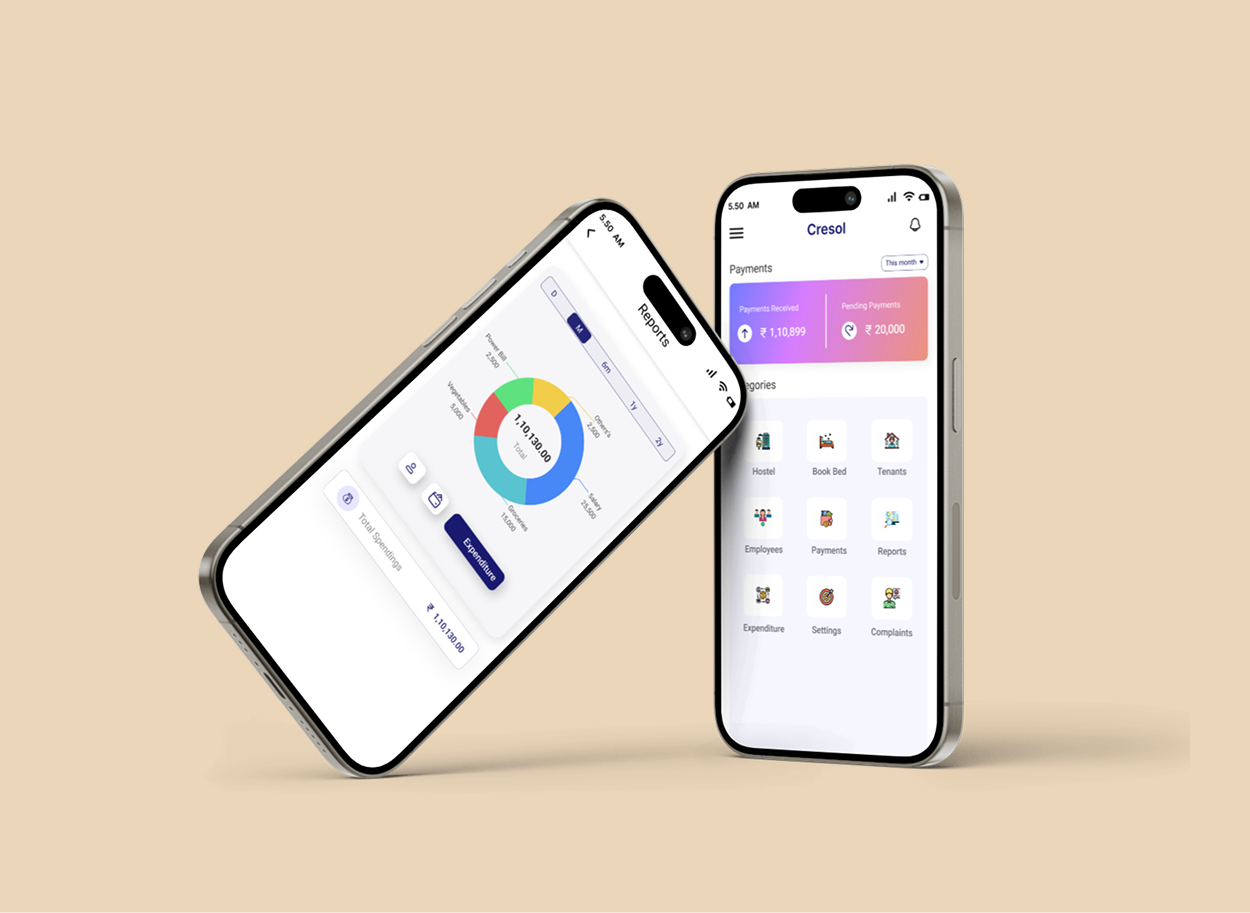 5.50 AM
Reports
D
M
6m
1y
2y
Power Bill
2,500
Others's
2,500
Vegetables
5,000
1,10,130.00
Total
Salary
25,500
Groceries
15,000
Expenditure
Total Spendings
₹ 1,10,130.00
5.50 AM
Cresol
Payments
This month
Payments Received
Pending Payments
₹ 1,10,899
₹ 20,000
egories
Hostel
Book Bed
Tenants
Employees
Payments
Reports
Expenditure
Settings
Complaints